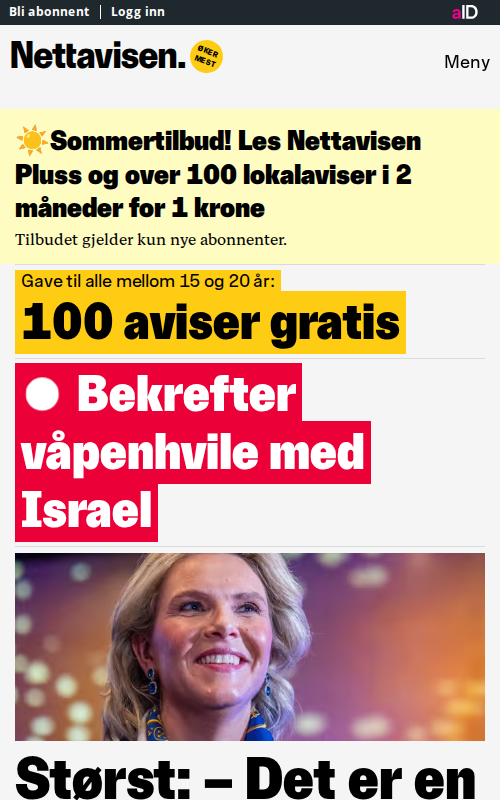 Bli abonnent | Logg inn
aID
Nettavisen.
ØKER
MEST
Meny
☀️Sommertilbud! Les Nettavisen
Pluss og over 100 lokalaviser i 2
måneder for 1 krone
Tilbudet gjelder kun nye abonnenter.
Gave til alle mellom 15 og 20 år:
100 aviser gratis
Bekrefter
våpenhvile med
Israel
Størst: – Det er en